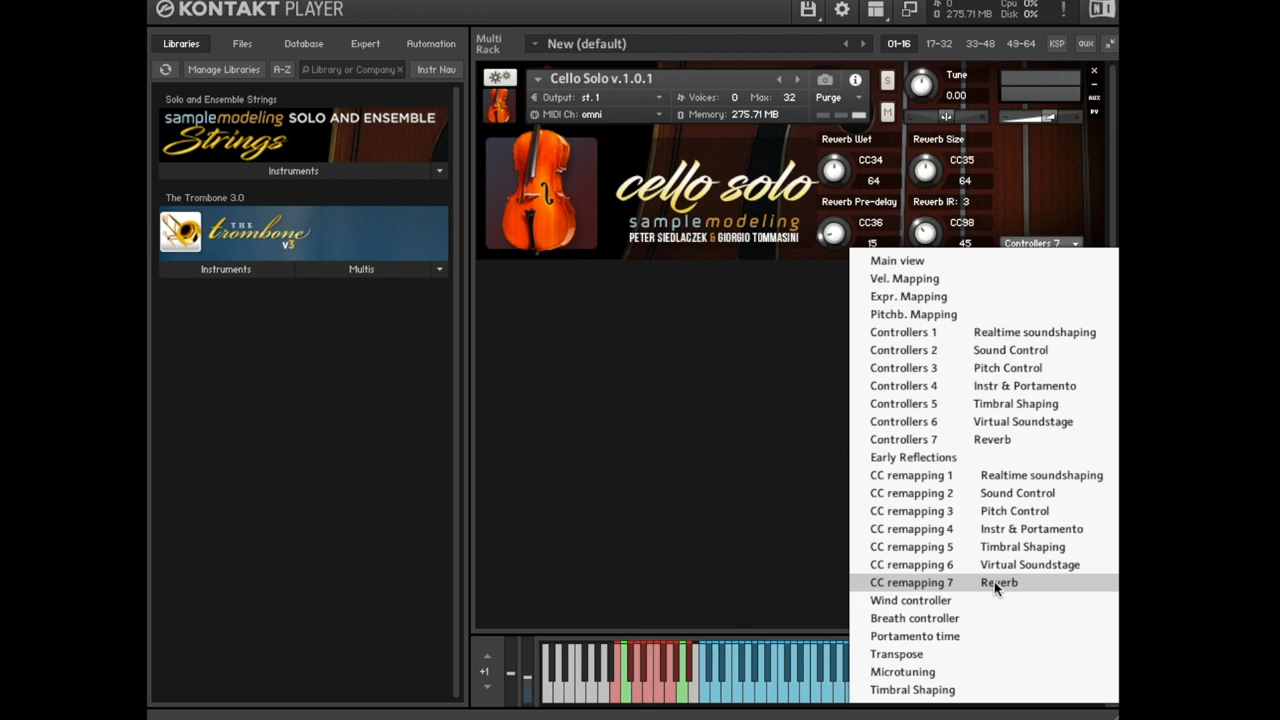 KONTAKT PLAYER
0
0 275.71 MB
Cpu 0%
Disk 0%
!
NI
Libraries Files Database Expert Automation
Multi Rack
New (default)
01-16 17-32 33-48 49-64 KSP aux
Manage Libraries A-Z Library or Company × Instr Nav
Solo and Ensemble Strings
samplemodeling SOLO AND ENSEMBLE
Strings
Instruments
The Trombone 3.0
THE trombone V3
Instruments Multis
Cello Solo v.1.0.1
Output: st. 1 Voices: 0 Max: 32 Purge
MIDI Ch: omni Memory: 275.71 MB
S
M
Tune
0.00
aux
pv
cello solo
samplemodeling
PETER SIEDLACZEK & GIORGIO TOMMASINI
Reverb Wet Reverb Size
CC34 CC35
64 64
Reverb Pre-delay Reverb IR: 3
CC36 CC98
15 45
Controllers 7
Main view
Vel. Mapping
Expr. Mapping
Pitchb. Mapping
Controllers 1 Realtime soundshaping
Controllers 2 Sound Control
Controllers 3 Pitch Control
Controllers 4 Instr & Portamento
Controllers 5 Timbral Shaping
Controllers 6 Virtual Soundstage
Controllers 7 Reverb
Early Reflections
CC remapping 1 Realtime soundshaping
CC remapping 2 Sound Control
CC remapping 3 Pitch Control
CC remapping 4 Instr & Portamento
CC remapping 5 Timbral Shaping
CC remapping 6 Virtual Soundstage
CC remapping 7 Reverb
Wind controller
Breath controller
Portamento time
Transpose
Microtuning
Timbral Shaping
+1